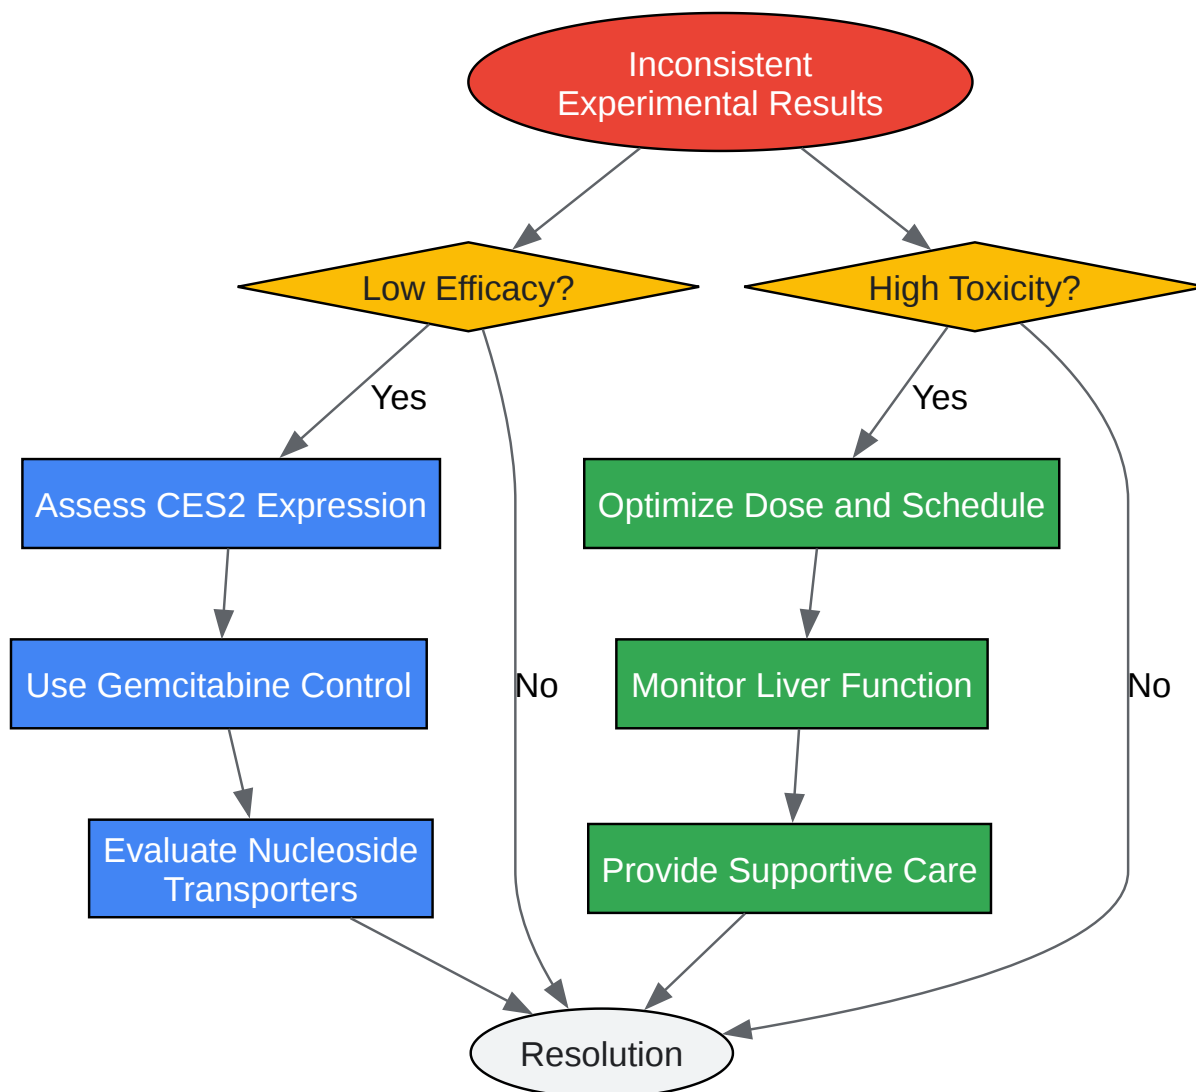 Inconsistent
Experimental Results
Low Efficacy?
High Toxicity?
Yes
Yes
Assess CES2 Expression
Optimize Dose and Schedule
Use Gemcitabine Control
Monitor Liver Function
No
No
Evaluate Nucleoside
Transporters
Provide Supportive Care
Resolution